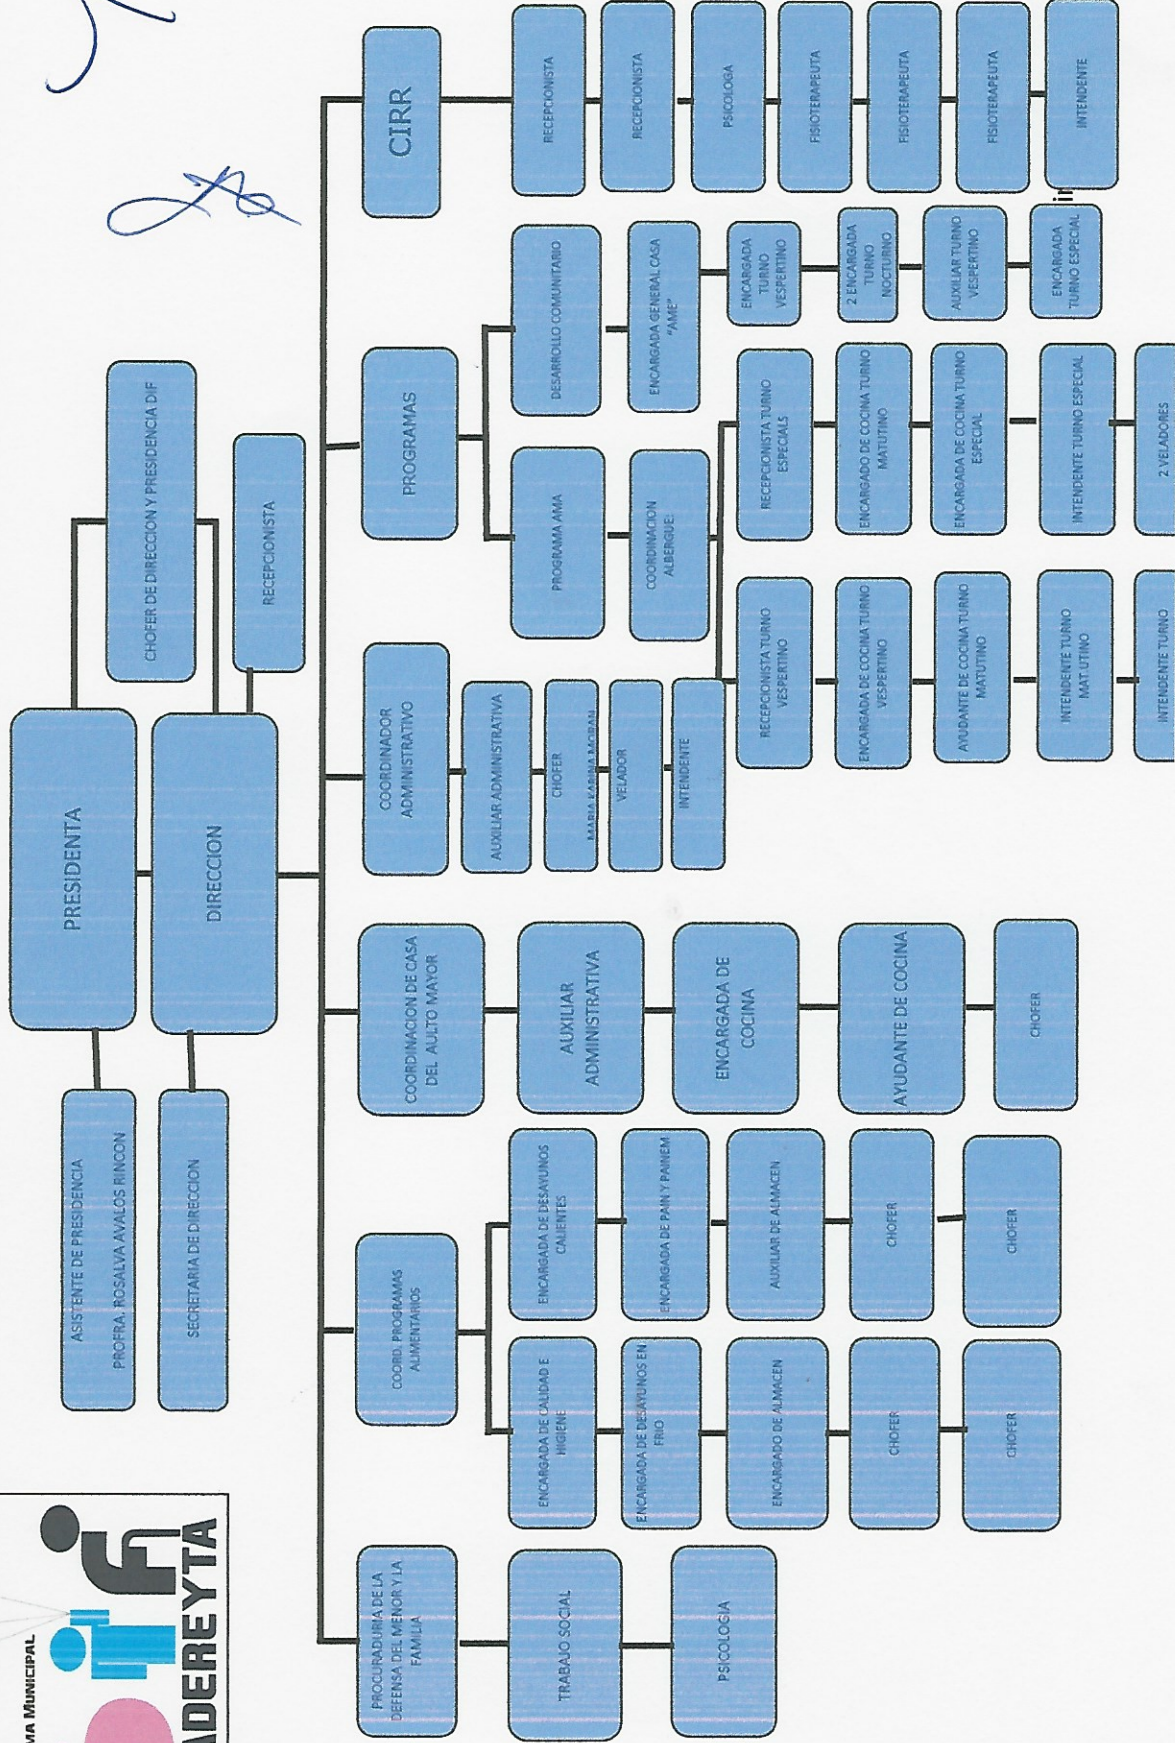 MA MUNICIPAL
ADEREYTA
PRESIDENTA
ASISTENTE DE PRESIDENCIA
PROFRA. ROSALVA AVALOS RINCON
CHOFER DE DIRECCION Y PRESIDENCIA DIF
DIRECCION
SECRETARIA DE DIRECCION
RECEPCIONISTA
PROCURADURIA DE LA
DEFENSA DEL MENOR Y LA
FAMILIA
TRABAJO SOCIAL
PSICOLOGIA
COORD. PROGRAMAS
ALIMENTARIOS
ENCARGADA DE CALIDAD E
HIGIENE
ENCARGADA DE DESAYUNOS EN
FRIO
ENCARGADO DE ALMACEN
CHOFER
CHOFER
ENCARGADA DE DESAYUNOS
CALIENTES
ENCARGADA DE PAIN Y PAINEM
AUXILIAR DE ALMACEN
CHOFER
CHOFER
COORDINACION DE CASA
DEL AULTO MAYOR
AUXILIAR
ADMINISTRATIVA
ENCARGADA DE
COCINA
AYUDANTE DE COCINA
CHOFER
COORDINADOR
ADMINISTRATIVO
AUXILIAR ADMINISTRATIVA
CHOFER
MARIA KARINA MORAN
VELADOR
INTENDENTE
PROGRAMAS
PROGRAMA AMA
COORDINACION
ALBERGUE:
RECEPCIONISTA TURNO
VESPERTINO
ENCARGADA DE COCINA TURNO
VESPERTINO
AYUDANTE DE COCINA TURNO
MATUTINO
INTENDENTE TURNO
MAT.UTINO
INTENDENTE TURNO
RECEPCIONISTA TURNO
ESPECIALS
ENCARGADO DE COCINA TURNO
MATUTINO
ENCARGADA DE COCINA TURNO
ESPECIAL
INTENDENTE TURNO ESPECIAL
2 VELADORES
DESARROLLO COMUNITARIO
ENCARGADA GENERAL CASA
"AME"
ENCARGADA
TURNO
VESPERTINO
2 ENCARGADA
TURNO
NOCTURNO
AUXILIAR TURNO
VESPERTINO
ENCARGADA
TURNO ESPECIAL
CIRR
RECEPCIONISTA
RECEPCIONISTA
PSICOLOGA
FISIOTERAPEUTA
FISIOTERAPEUTA
FISIOTERAPEUTA
INTENDENTE